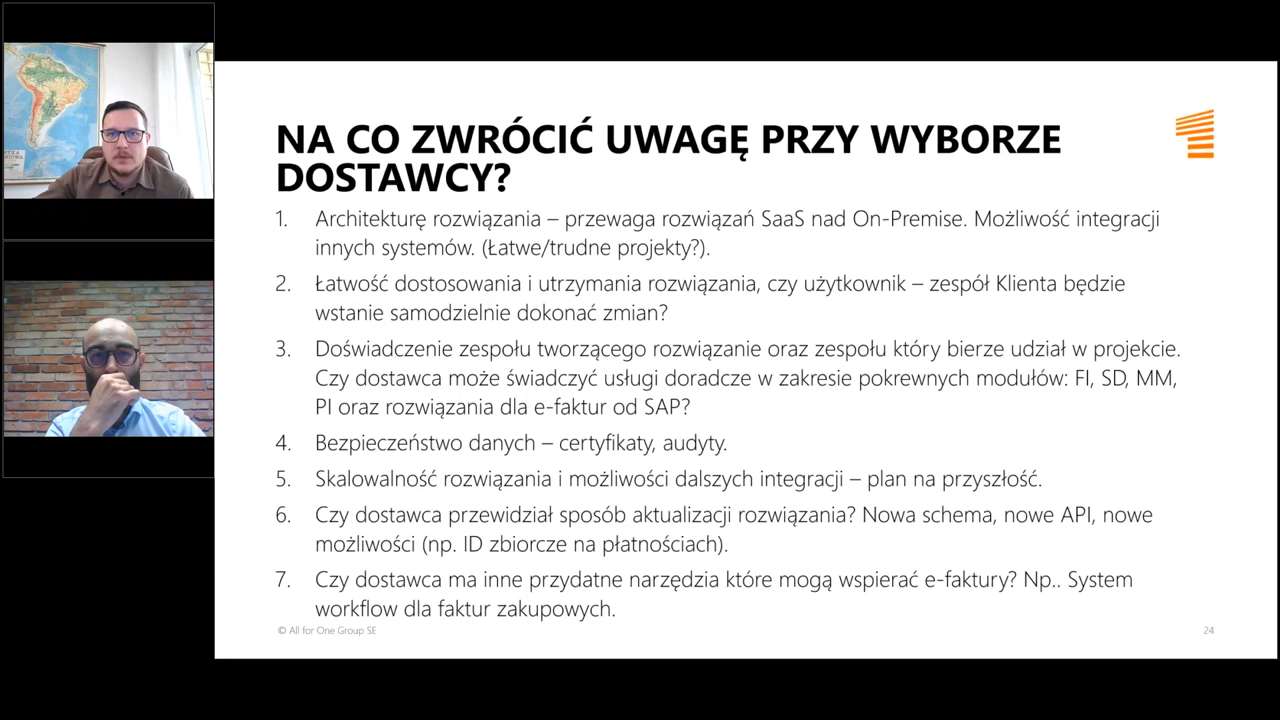 NA CO ZWRÓCIĆ UWAGĘ PRZY WYBORZE
DOSTAWCY?
1. Architekturę rozwiązania – przewaga rozwiązań SaaS nad On-Premise. Możliwość integracji
innych systemów. (Łatwe/trudne projekty?).
2. Łatwość dostosowania i utrzymania rozwiązania, czy użytkownik – zespół Klienta będzie
wstanie samodzielnie dokonać zmian?
3. Doświadczenie zespołu tworzącego rozwiązanie oraz zespołu który bierze udział w projekcie.
Czy dostawca może świadczyć usługi doradcze w zakresie pokrewnych modułów: FI, SD, MM,
PI oraz rozwiązania dla e-faktur od SAP?
4. Bezpieczeństwo danych – certyfikaty, audyty.
5. Skalowalność rozwiązania i możliwości dalszych integracji – plan na przyszłość.
6. Czy dostawca przewidział sposób aktualizacji rozwiązania? Nowa schema, nowe API, nowe
możliwości (np. ID zbiorcze na płatnościach).
7. Czy dostawca ma inne przydatne narzędzia które mogą wspierać e-faktury? Np.. System
workflow dla faktur zakupowych.
© All for One Group SE
24